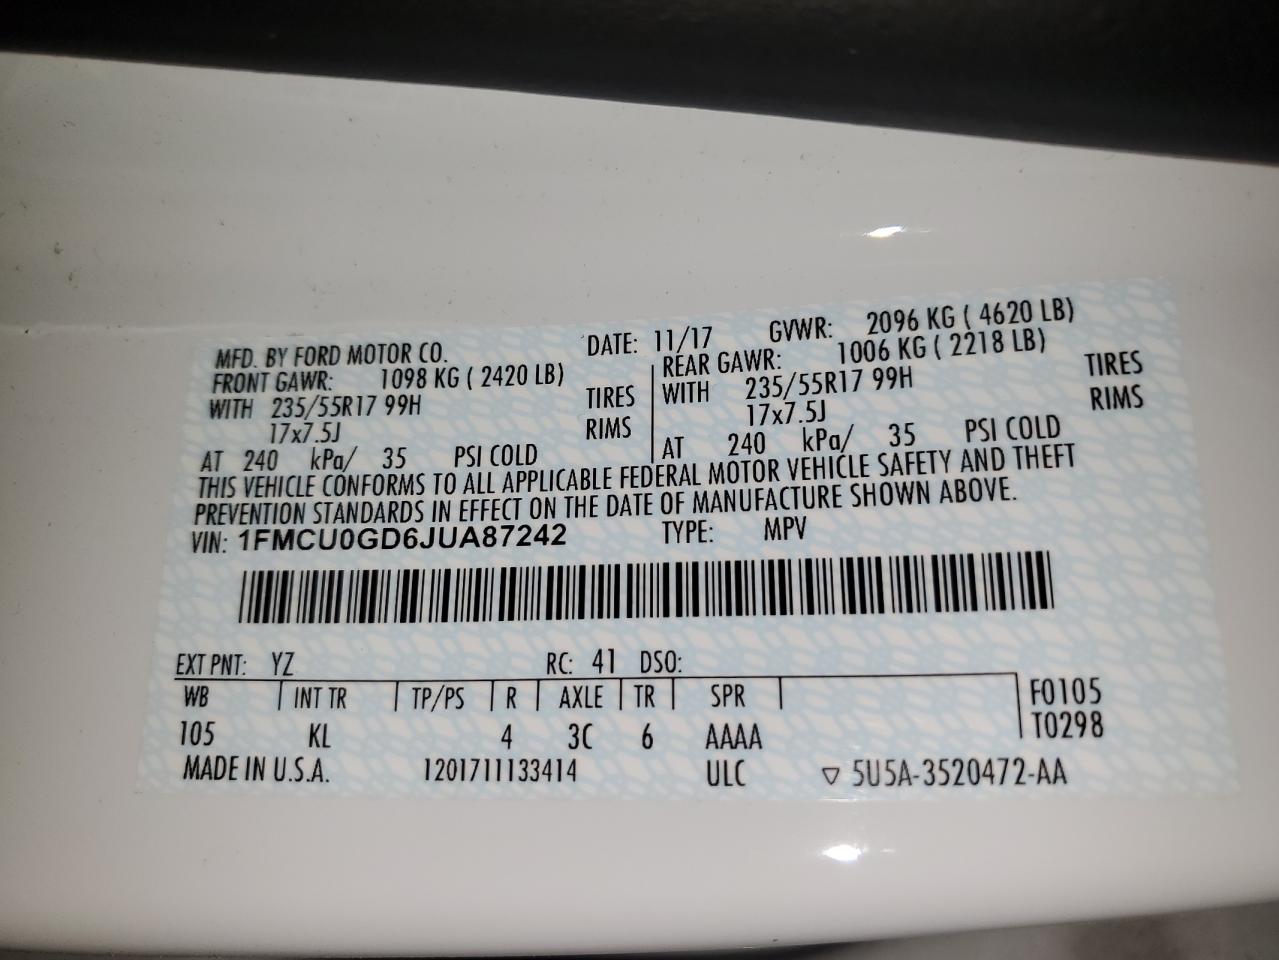 MFD. BY FORD MOTOR CO. DATE: 11/17 GVWR: 2096 KG ( 4620 LB)
FRONT GAWR: 1098 KG ( 2420 LB) REAR GAWR: 1006 KG ( 2218 LB)
WITH 235/55R17 99H TIRES WITH 235/55R17 99H TIRES
17x7.5J RIMS 17x7.5J RIMS
AT 240 kPa/ 35 PSI COLD AT 240 kPa/ 35 PSI COLD
THIS VEHICLE CONFORMS TO ALL APPLICABLE FEDERAL MOTOR VEHICLE SAFETY AND THEFT
PREVENTION STANDARDS IN EFFECT ON THE DATE OF MANUFACTURE SHOWN ABOVE.
VIN: 1FMCU0GD6JUA87242 TYPE: MPV
EXT PNT: YZ RC: 41 DSO:
WB INT TR TP/PS R AXLE TR SPR F0105
105 KL 4 3C 6 AAAA T0298
MADE IN U.S.A. 1201711133414 ULC ▽ 5U5A-3520472-AA